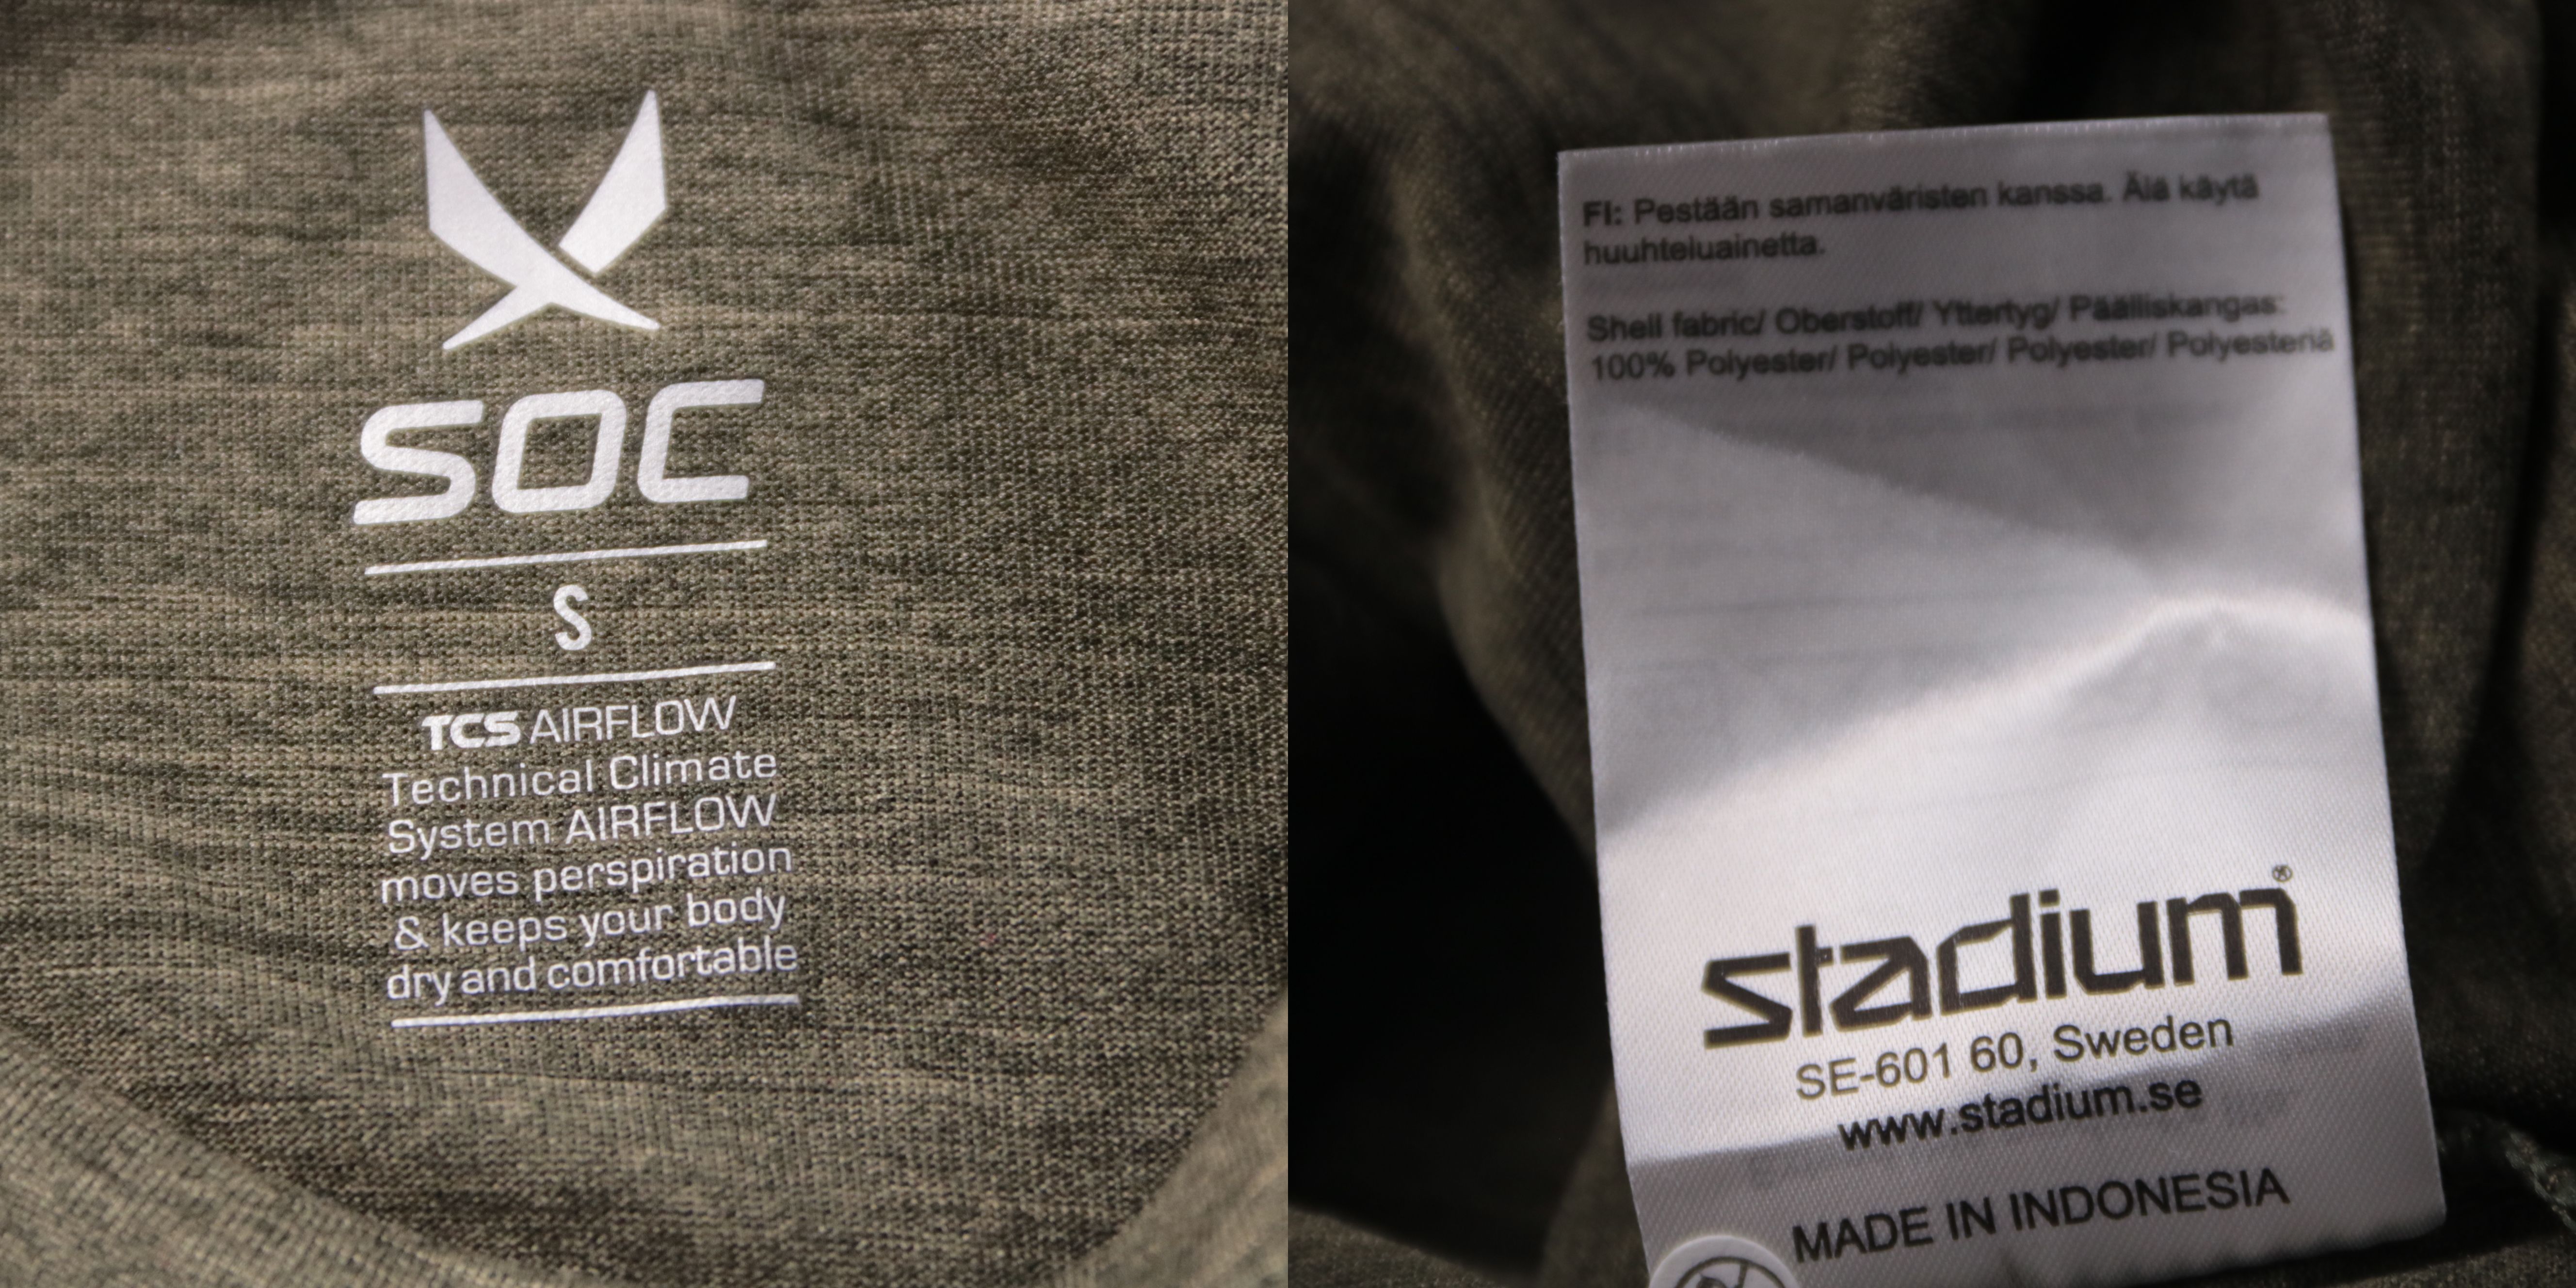 SOC
S
TCS AIRFLOW
Technical Climate
System AIRFLOW
moves perspiration
& keeps your body
dry and comfortable
FI: Pestään samanväristen kanssa. Älä käytä
huuhteluainetta.
Shell fabric/ Oberstoff/ Yttertyg/ Päälliskangas:
100% Polyester/ Polyester/ Polyester/ Polyesteriä
stadium®
SE-601 60, Sweden
www.stadium.se
MADE IN INDONESIA